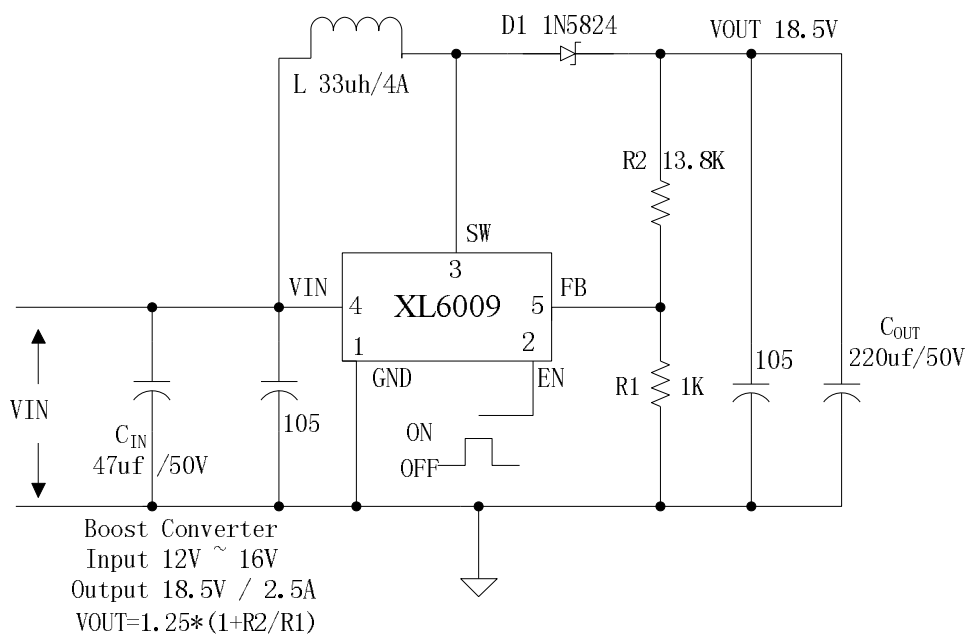 D1 1N5824
VOUT 18.5V
L 33uh/4A
R2 13.8K
SW
3
VIN
4
XL6009
5
FB
1
2
GND
EN
C_OUT
220uf/50V
105
R1 1K
VIN
105
C_IN
47uf /50V
ON
OFF
Boost Converter
Input 12V ~ 16V
Output 18.5V / 2.5A
VOUT=1.25*(1+R2/R1)